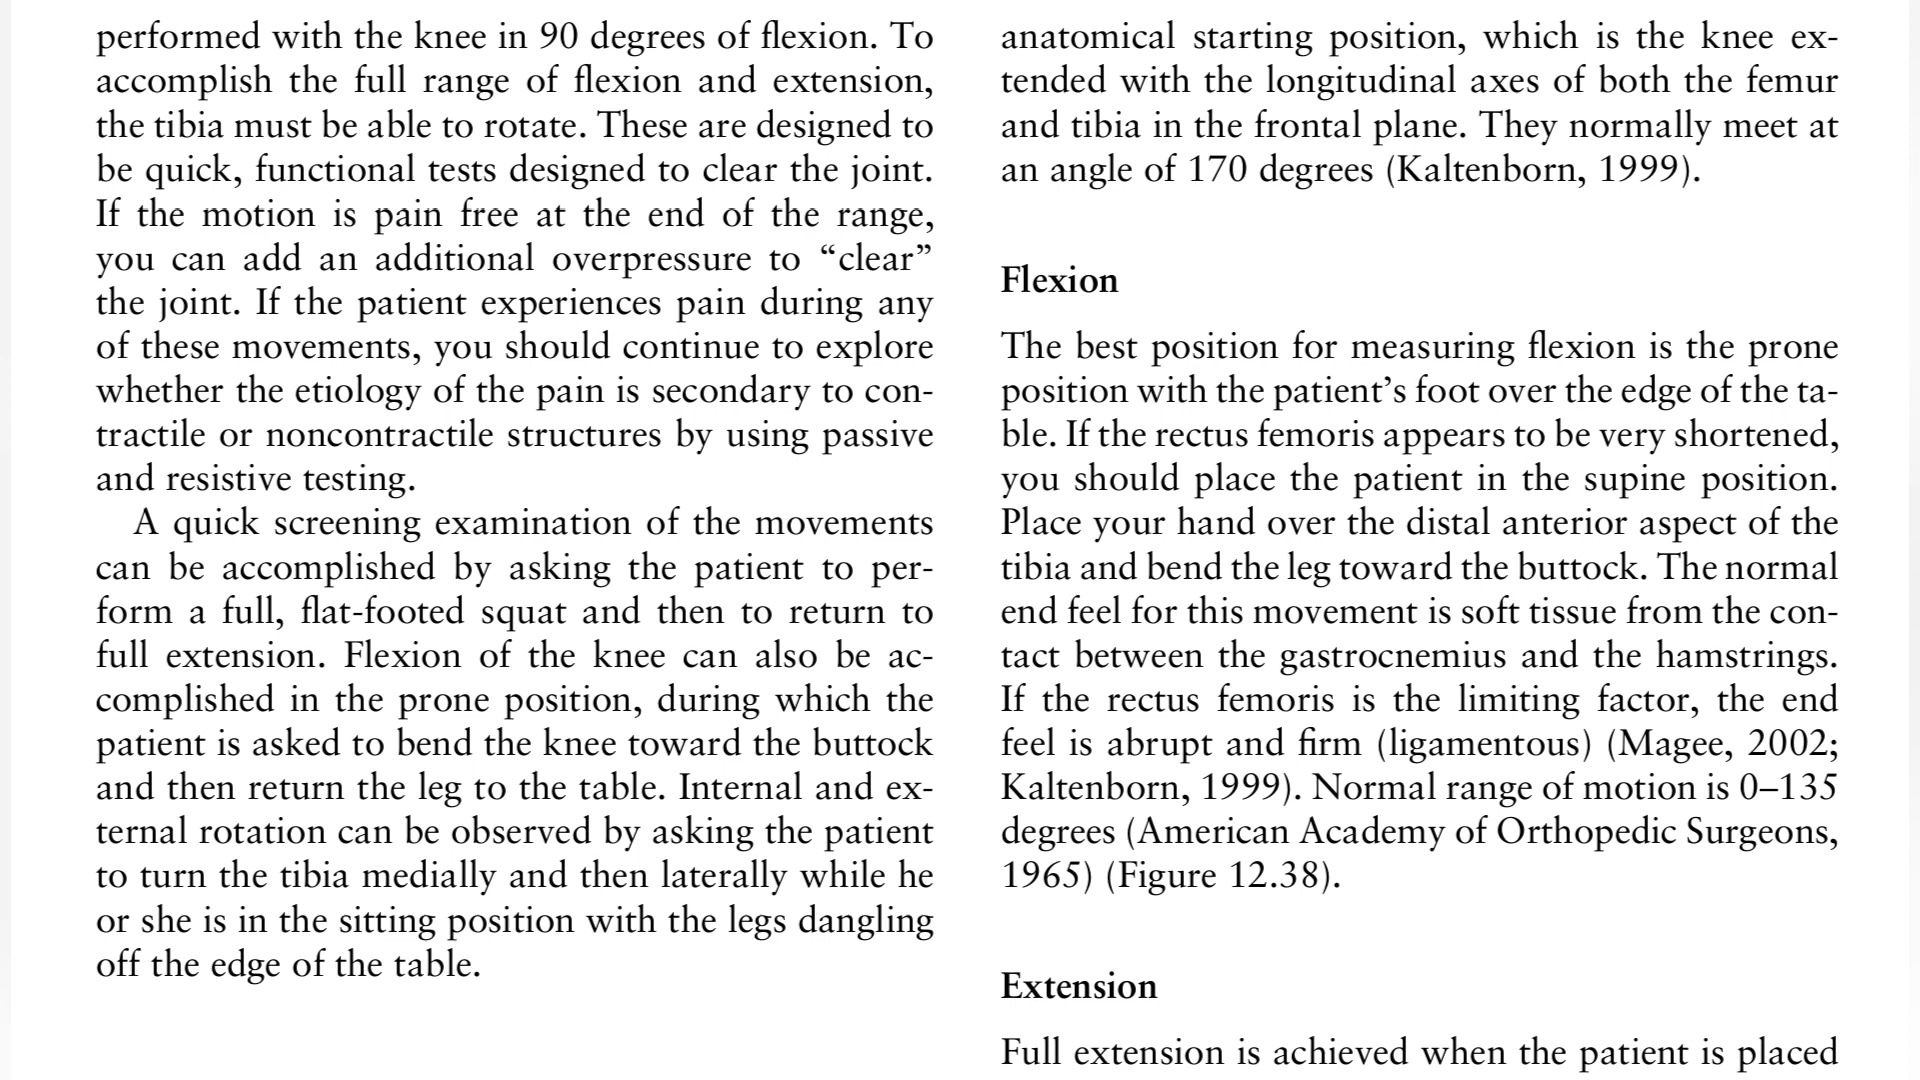 performed with the knee in 90 degrees of flexion. To
accomplish the full range of flexion and extension,
the tibia must be able to rotate. These are designed to
be quick, functional tests designed to clear the joint.
If the motion is pain free at the end of the range,
you can add an additional overpressure to “clear”
the joint. If the patient experiences pain during any
of these movements, you should continue to explore
whether the etiology of the pain is secondary to con-
tractile or noncontractile structures by using passive
and resistive testing.
A quick screening examination of the movements
can be accomplished by asking the patient to per-
form a full, flat-footed squat and then to return to
full extension. Flexion of the knee can also be ac-
complished in the prone position, during which the
patient is asked to bend the knee toward the buttock
and then return the leg to the table. Internal and ex-
ternal rotation can be observed by asking the patient
to turn the tibia medially and then laterally while he
or she is in the sitting position with the legs dangling
off the edge of the table.
anatomical starting position, which is the knee ex-
tended with the longitudinal axes of both the femur
and tibia in the frontal plane. They normally meet at
an angle of 170 degrees (Kaltenborn, 1999).
Flexion
The best position for measuring flexion is the prone
position with the patient’s foot over the edge of the ta-
ble. If the rectus femoris appears to be very shortened,
you should place the patient in the supine position.
Place your hand over the distal anterior aspect of the
tibia and bend the leg toward the buttock. The normal
end feel for this movement is soft tissue from the con-
tact between the gastrocnemius and the hamstrings.
If the rectus femoris is the limiting factor, the end
feel is abrupt and firm (ligamentous) (Magee, 2002;
Kaltenborn, 1999). Normal range of motion is 0–135
degrees (American Academy of Orthopedic Surgeons,
1965) (Figure 12.38).
Extension
Full extension is achieved when the patient is placed